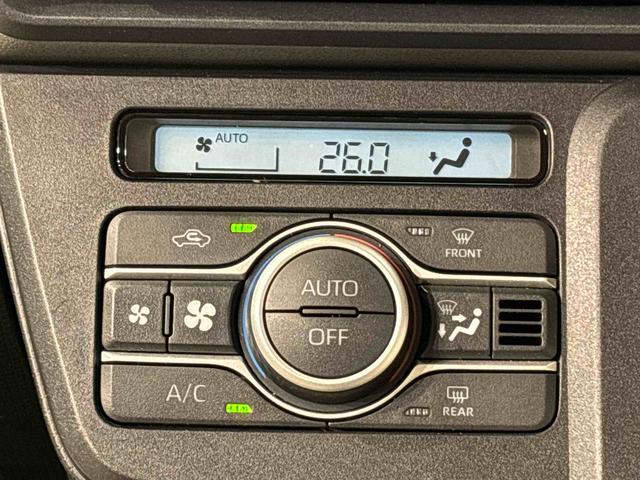 AUTO 26.0
FRONT
AUTO
OFF
A/C
REAR